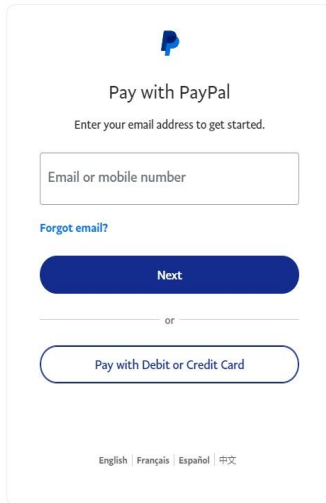 Pay with PayPal
Enter your email address to get started.
Email or mobile number
Forgot email?
Next
or
Pay with Debit or Credit Card
English | Français | Español | 中文